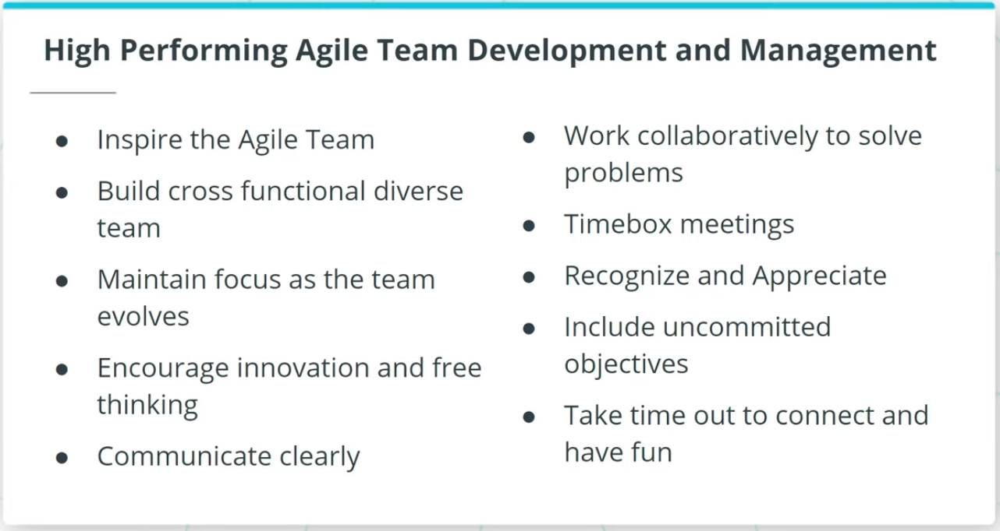 High Performing Agile Team Development and Management
● Inspire the Agile Team
● Build cross functional diverse
team
● Maintain focus as the team
evolves
● Encourage innovation and free
thinking
● Communicate clearly
● Work collaboratively to solve
problems
● Timebox meetings
● Recognize and Appreciate
● Include uncommitted
objectives
● Take time out to connect and
have fun